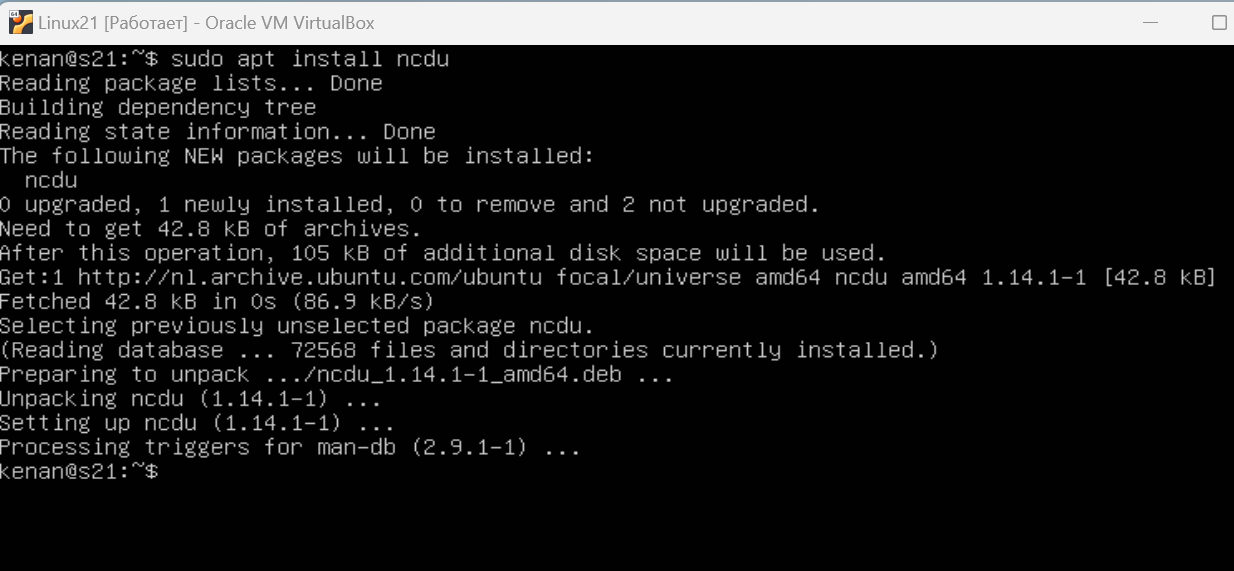 64
Linux21 [Работает] - Oracle VM VirtualBox
kenan@s21:~$ sudo apt install ncdu
Reading package lists... Done
Building dependency tree
Reading state information... Done
The following NEW packages will be installed:
  ncdu
0 upgraded, 1 newly installed, 0 to remove and 2 not upgraded.
Need to get 42.8 kB of archives.
After this operation, 105 kB of additional disk space will be used.
Get:1 http://nl.archive.ubuntu.com/ubuntu focal/universe amd64 ncdu amd64 1.14.1-1 [42.8 kB]
Fetched 42.8 kB in 0s (86.9 kB/s)
Selecting previously unselected package ncdu.
(Reading database ... 72568 files and directories currently installed.)
Preparing to unpack .../ncdu_1.14.1-1_amd64.deb ...
Unpacking ncdu (1.14.1-1) ...
Setting up ncdu (1.14.1-1) ...
Processing triggers for man-db (2.9.1-1) ...
kenan@s21:~$